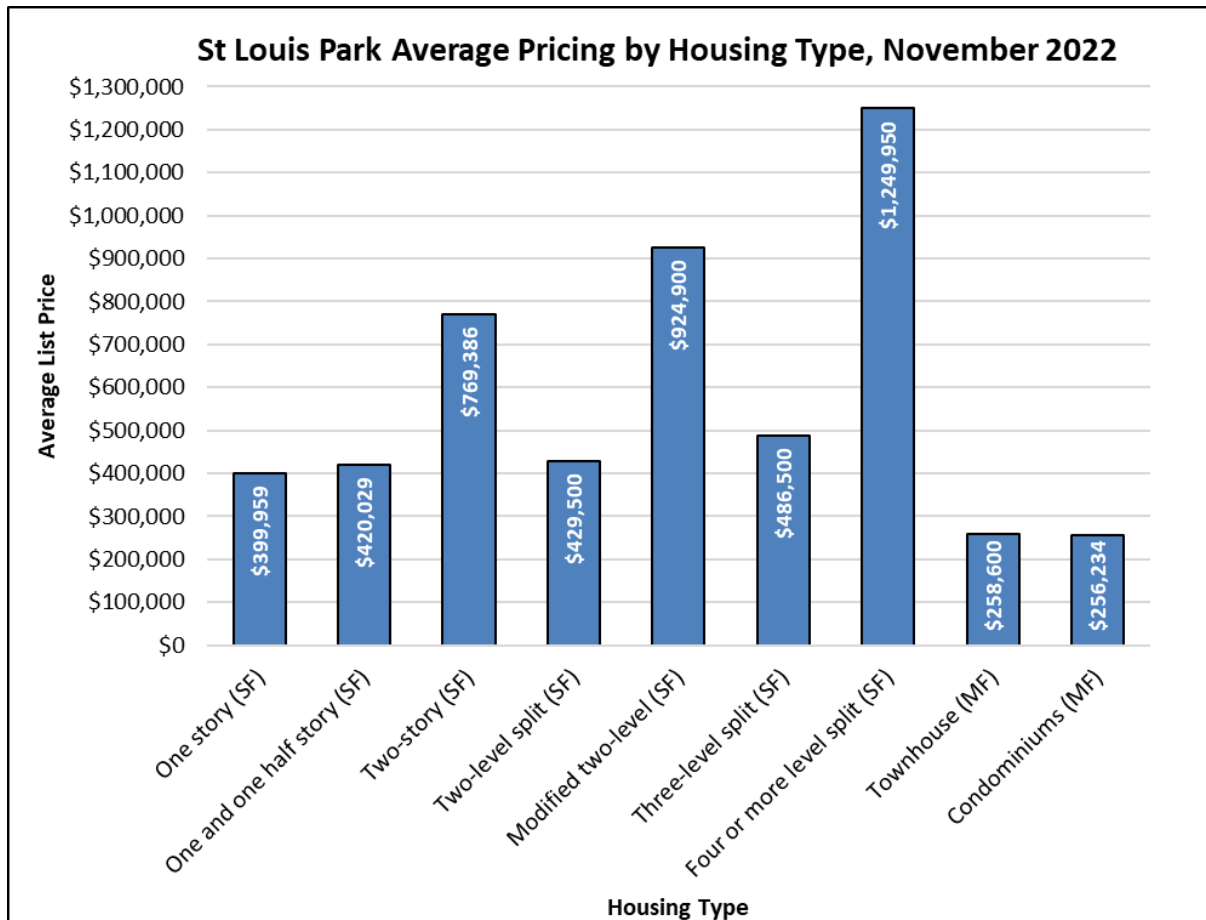 St Louis Park Average Pricing by Housing Type, November 2022
Average List Price
$1,300,000
$1,200,000
$1,100,000
$1,000,000
$900,000
$800,000
$700,000
$600,000
$500,000
$400,000
$300,000
$200,000
$100,000
$0
$399,959
$420,029
$769,386
$429,500
$924,900
$486,500
$1,249,950
$258,600
$256,234
One story (SF)
One and one half story (SF)
Two-story (SF)
Two-level split (SF)
Modified two-level (SF)
Three-level split (SF)
Four or more level split (SF)
Townhouse (MF)
Condominiums (MF)
Housing Type